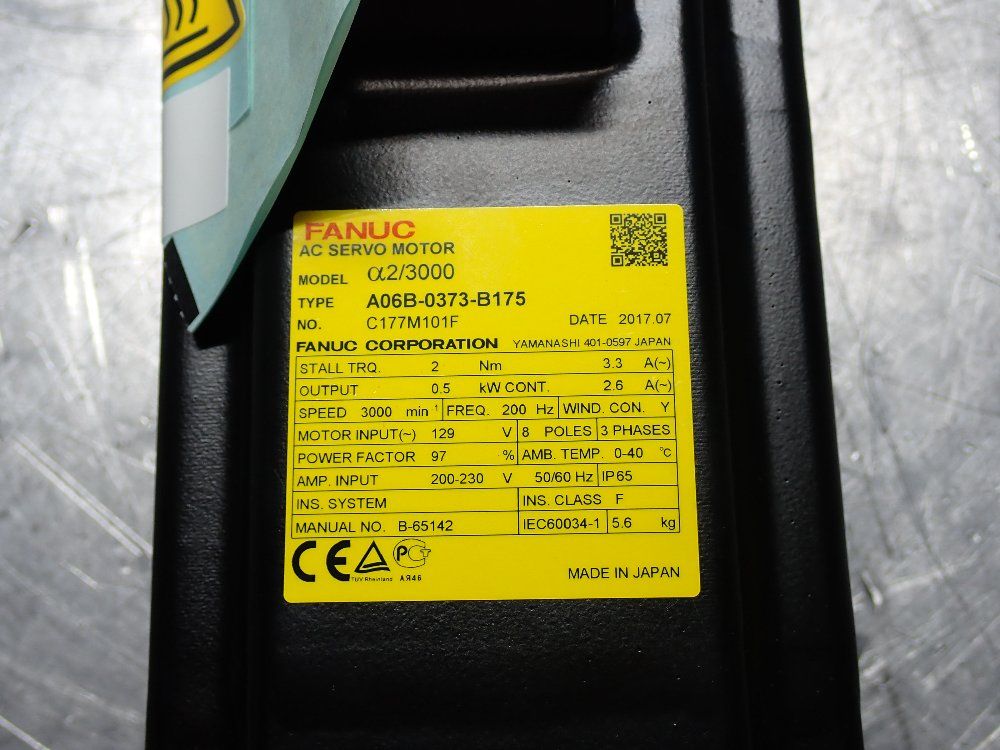 FANUC
AC SERVO MOTOR
MODEL α2/3000
TYPE A06B-0373-B175
NO. C177M101F DATE 2017.07
FANUC CORPORATION YAMANASHI 401-0597 JAPAN
STALL TRQ. 2 Nm 3.3 A(~)
OUTPUT 0.5 kW CONT. 2.6 A(~)
SPEED 3000 min⁻¹ FREQ. 200 Hz WIND. CON. Y
MOTOR INPUT(~) 129 V 8 POLES 3 PHASES
POWER FACTOR 97 % AMB. TEMP. 0-40 ℃
AMP. INPUT 200-230 V 50/60 Hz IP65
INS. SYSTEM INS. CLASS F
MANUAL NO. B-65142 IEC60034-1 5.6 kg
CE TÜV Rheinland PCT АЯ46
MADE IN JAPAN